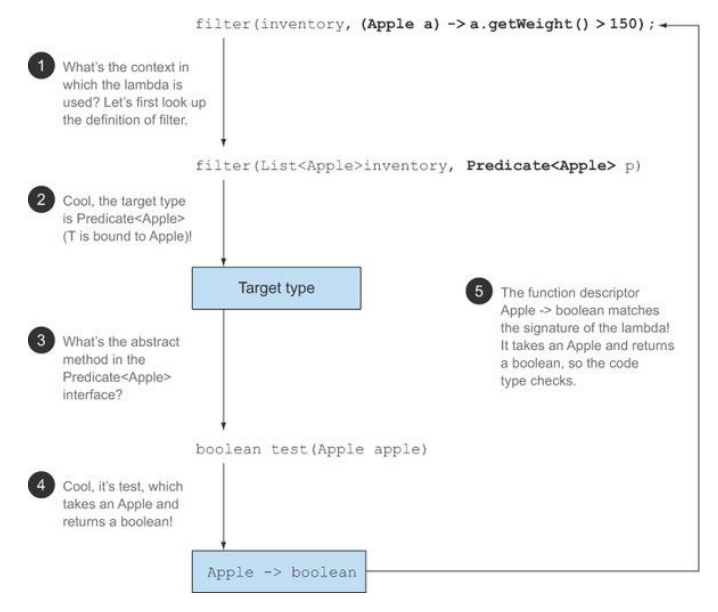 filter(inventory, (Apple a) -> a.getWeight() > 150);
1 What's the context in
which the lambda is
used? Let's first look up
the definition of filter.
filter(List<Apple>inventory, Predicate<Apple> p)
2 Cool, the target type
is Predicate<Apple>
(T is bound to Apple)!
Target type
3 What's the abstract
method in the
Predicate<Apple>
interface?
5 The function descriptor
Apple -> boolean matches
the signature of the lambda!
It takes an Apple and returns
a boolean, so the code
type checks.
boolean test(Apple apple)
4 Cool, it's test, which
takes an Apple and
returns a boolean!
Apple -> boolean